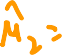 μ̂₂ =